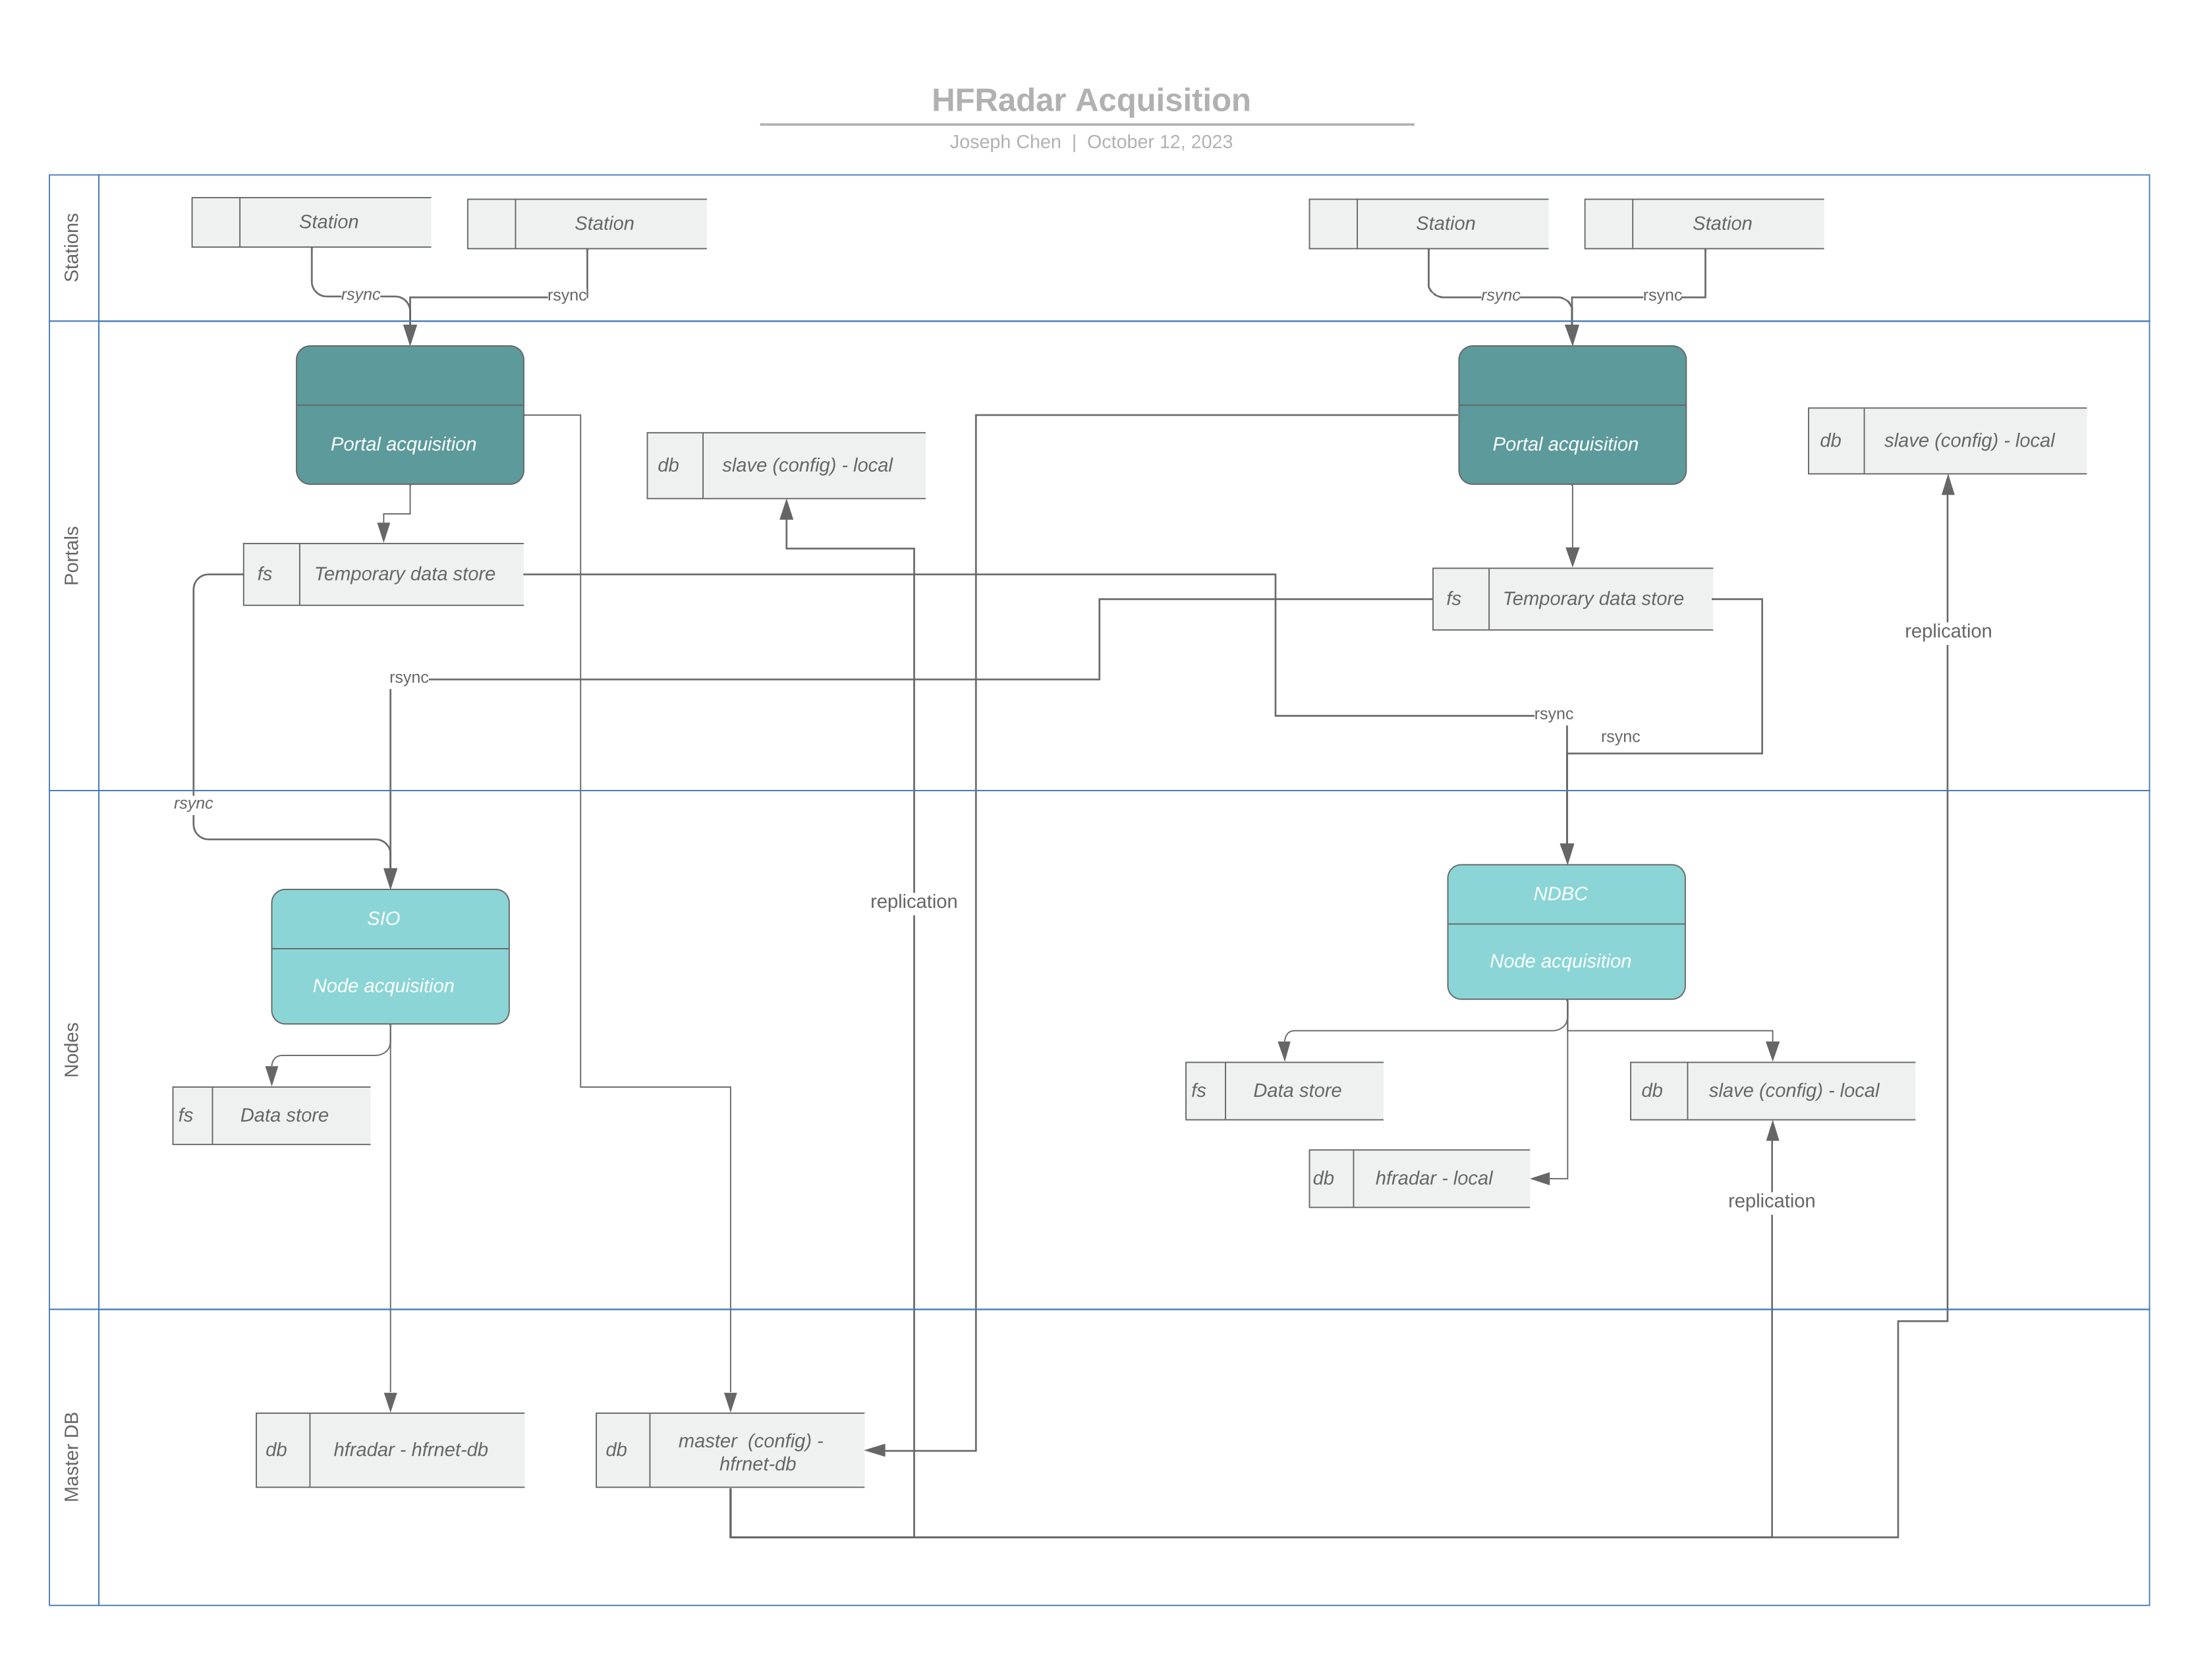 HFRadar Acquisition
Joseph Chen | October 12, 2023
Stations
Station
Station
Station
Station
rsync
rsync
rsync
rsync
Portals
Portal acquisition
db
slave (config) - local
Portal acquisition
db
slave (config) - local
fs
Temporary data store
fs
Temporary data store
replication
rsync
rsync
rsync
rsync
Nodes
SIO
Node acquisition
replication
NDBC
Node acquisition
fs
Data store
fs
Data store
db
slave (config) - local
db
hfradar - local
replication
Master DB
db
hfradar - hfrnet-db
db
master (config) -
hfrnet-db